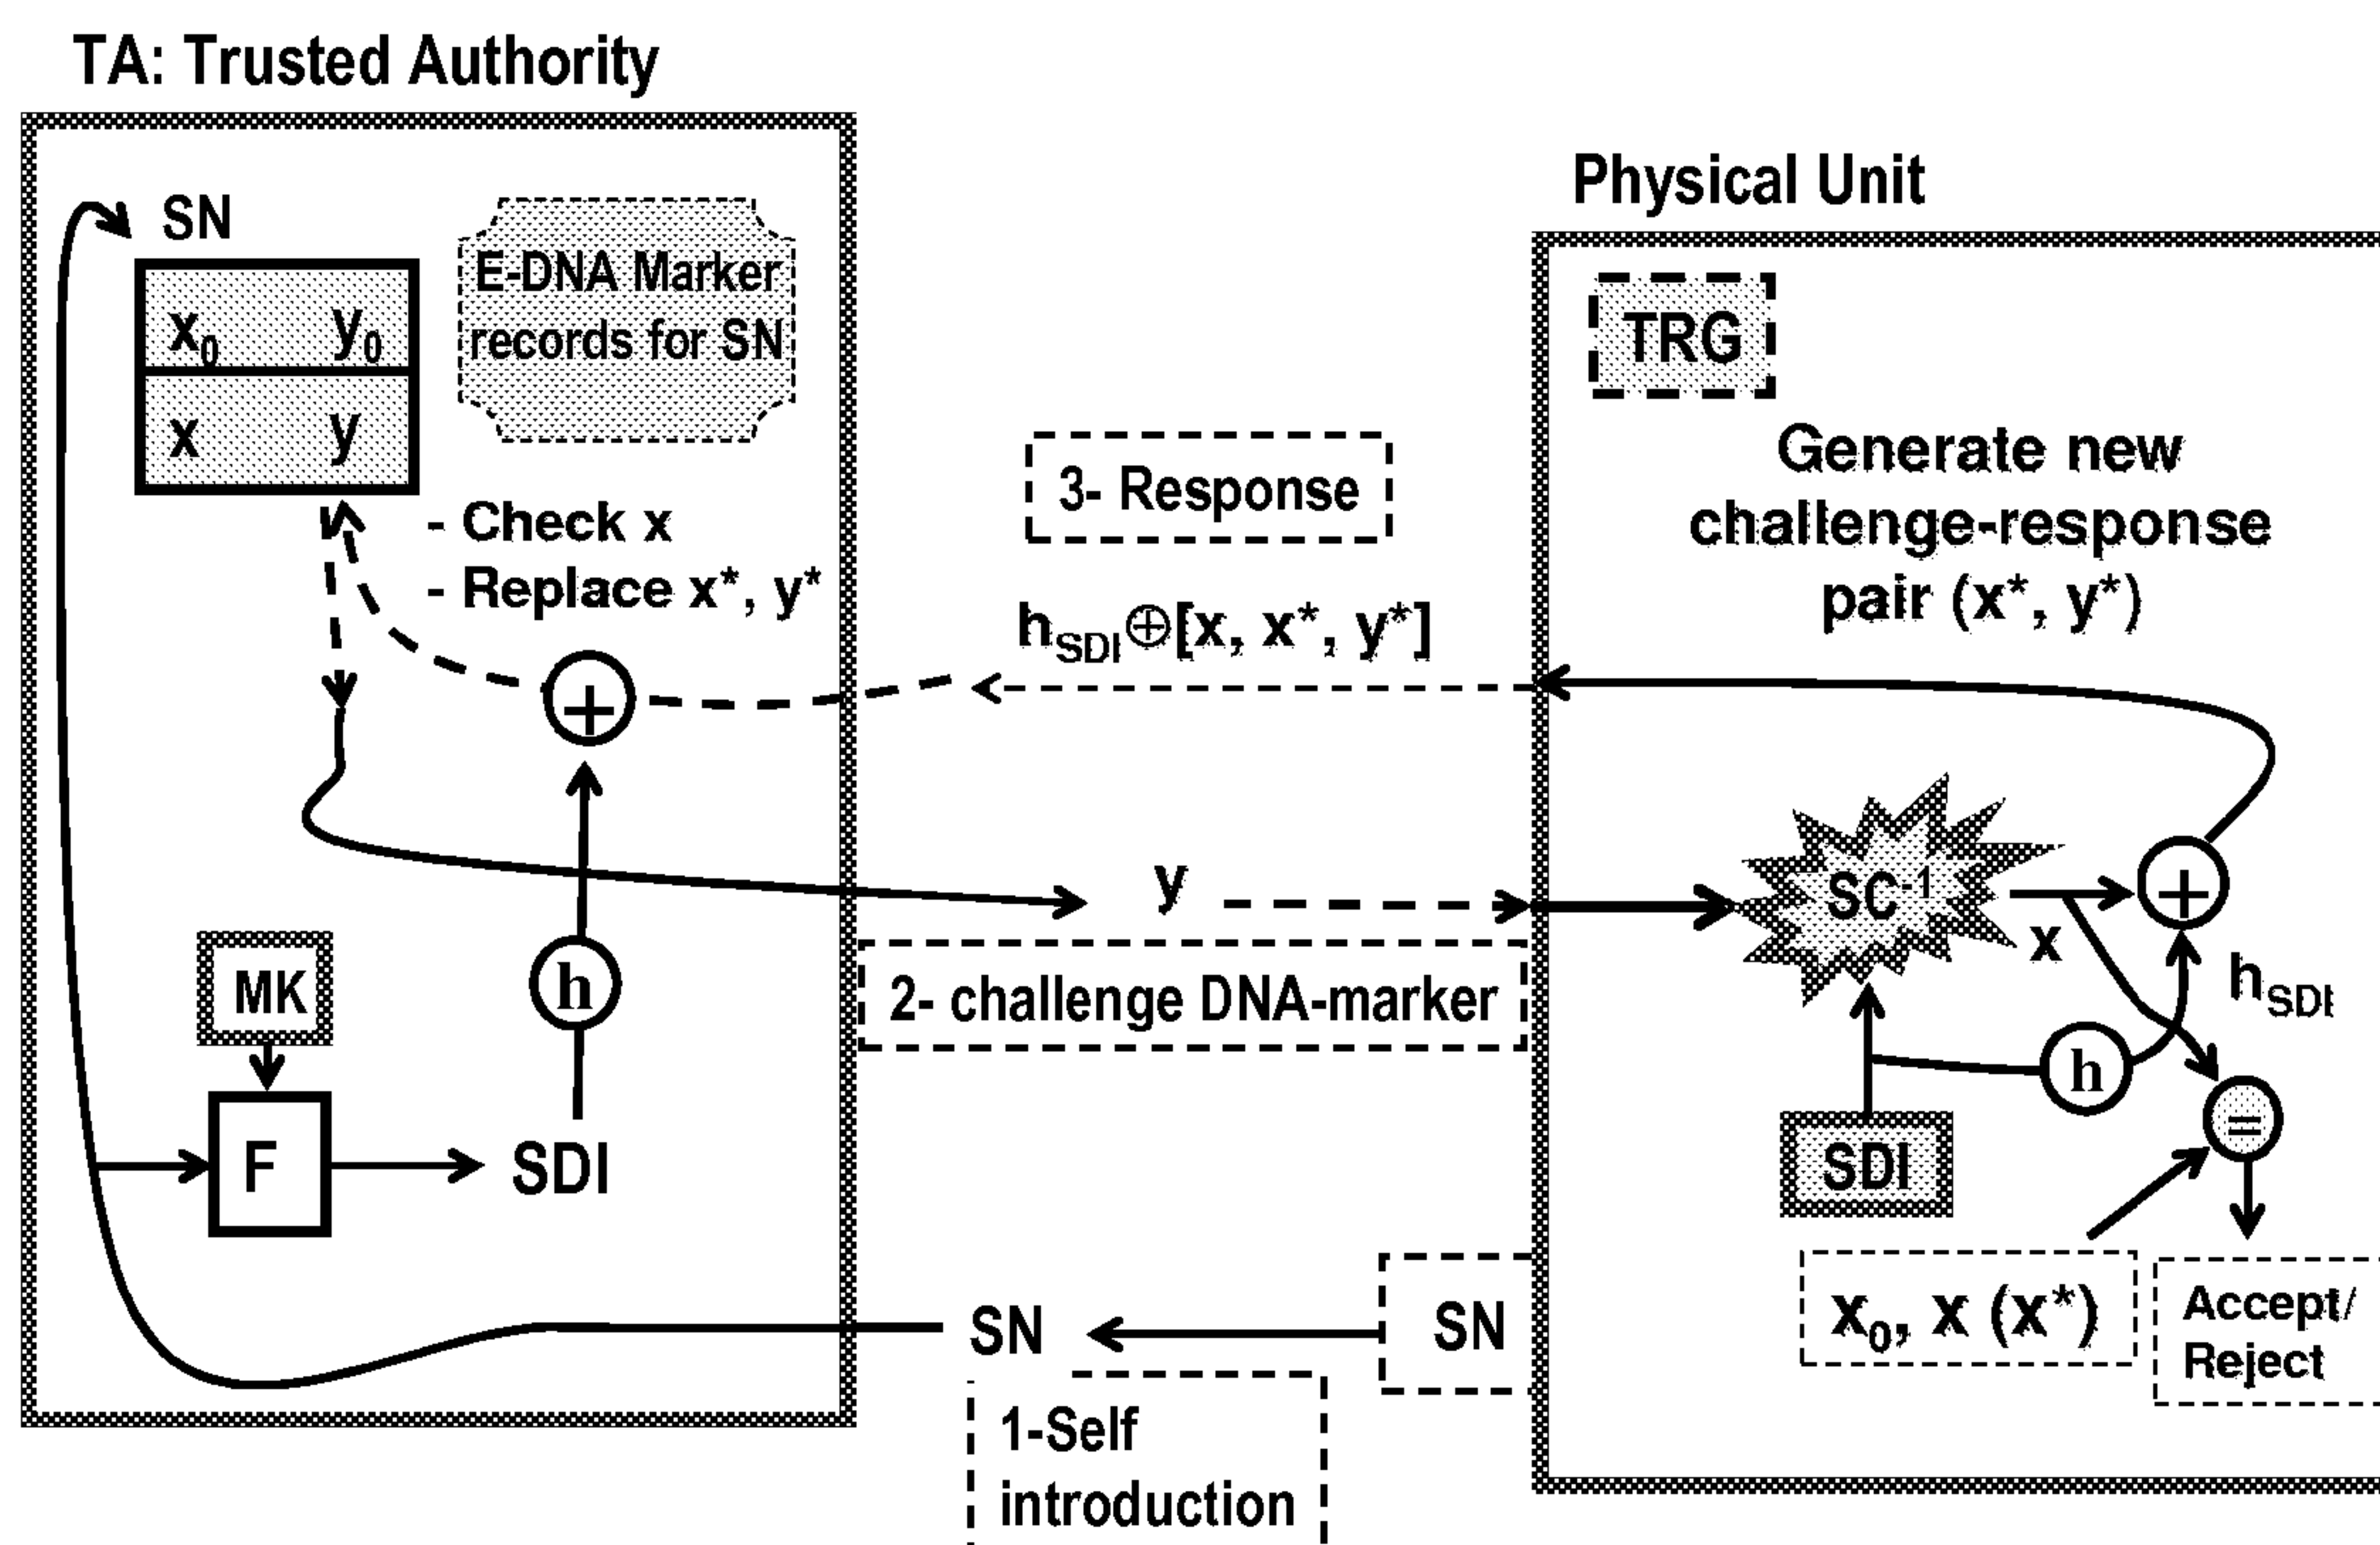 TA: Trusted Authority
SN
x₀ y₀
x y
E-DNA Marker
records for SN
- Check x
- Replace x*, y*
+
h
MK
F
SDI
3- Response
h_SDI⊕[x, x*, y*]
y
2- challenge DNA-marker
SN
1-Self
introduction
Physical Unit
TRG
Generate new
challenge-response
pair (x*, y*)
SC⁻¹
x
+
h_SDI
h
=
SDI
x₀, x (x*)
Accept/
Reject
SN